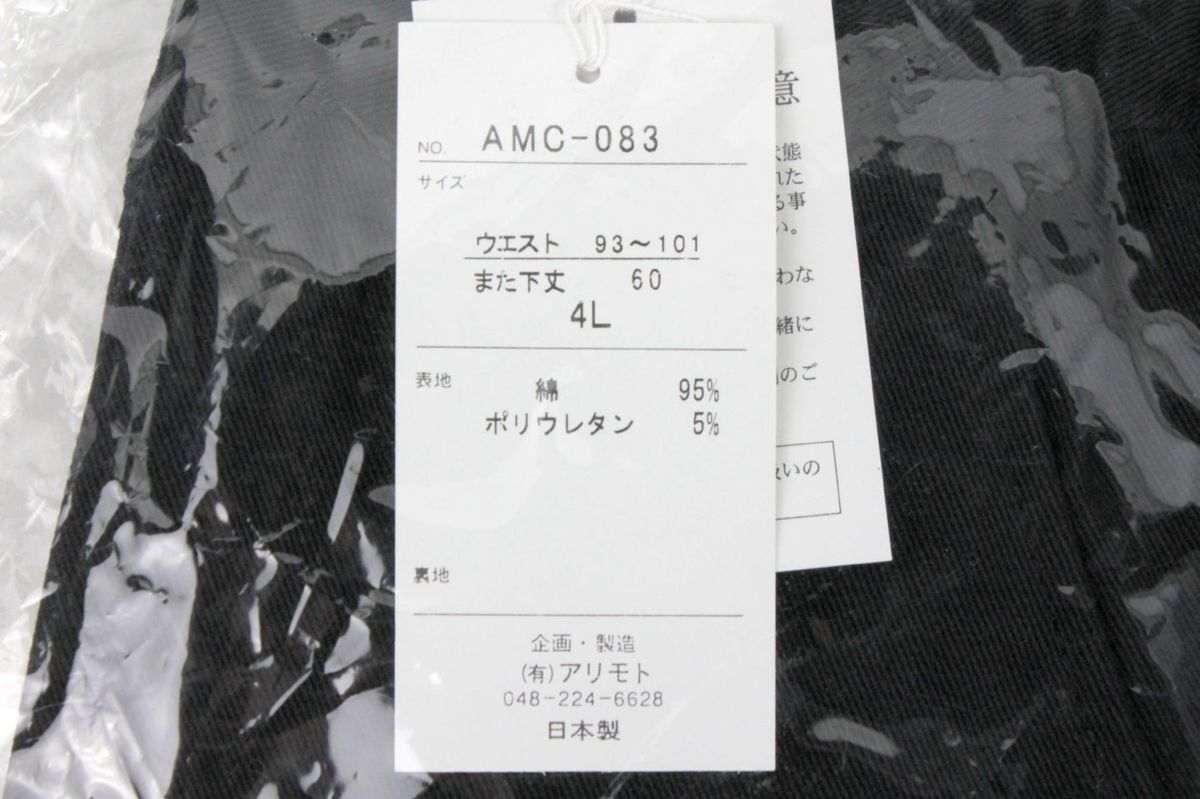 NO. AMC-083
サイズ
ウエスト 93～101
また下丈 60
4L
表地 綿 95%
ポリウレタン 5%
裏地
企画・製造
(有)アリモト
048-224-6628
日本製
意
態
れた
る事
い。
わな
緒に
のご
扱いの